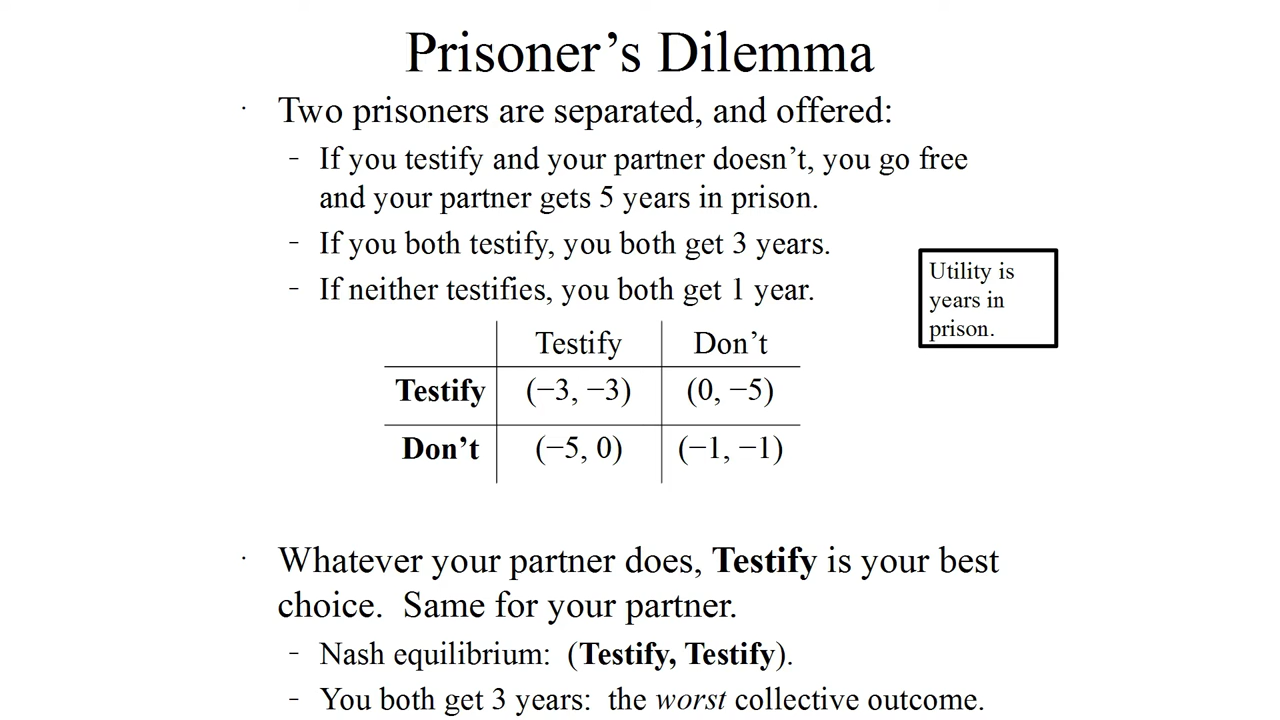 Prisoner’s Dilemma
· Two prisoners are separated, and offered:
– If you testify and your partner doesn’t, you go free
and your partner gets 5 years in prison.
– If you both testify, you both get 3 years.
– If neither testifies, you both get 1 year.
Utility is
years in
prison.
Testify Don’t
Testify (−3, −3) (0, −5)
Don’t (−5, 0) (−1, −1)
· Whatever your partner does, Testify is your best
choice. Same for your partner.
– Nash equilibrium: (Testify, Testify).
– You both get 3 years: the worst collective outcome.